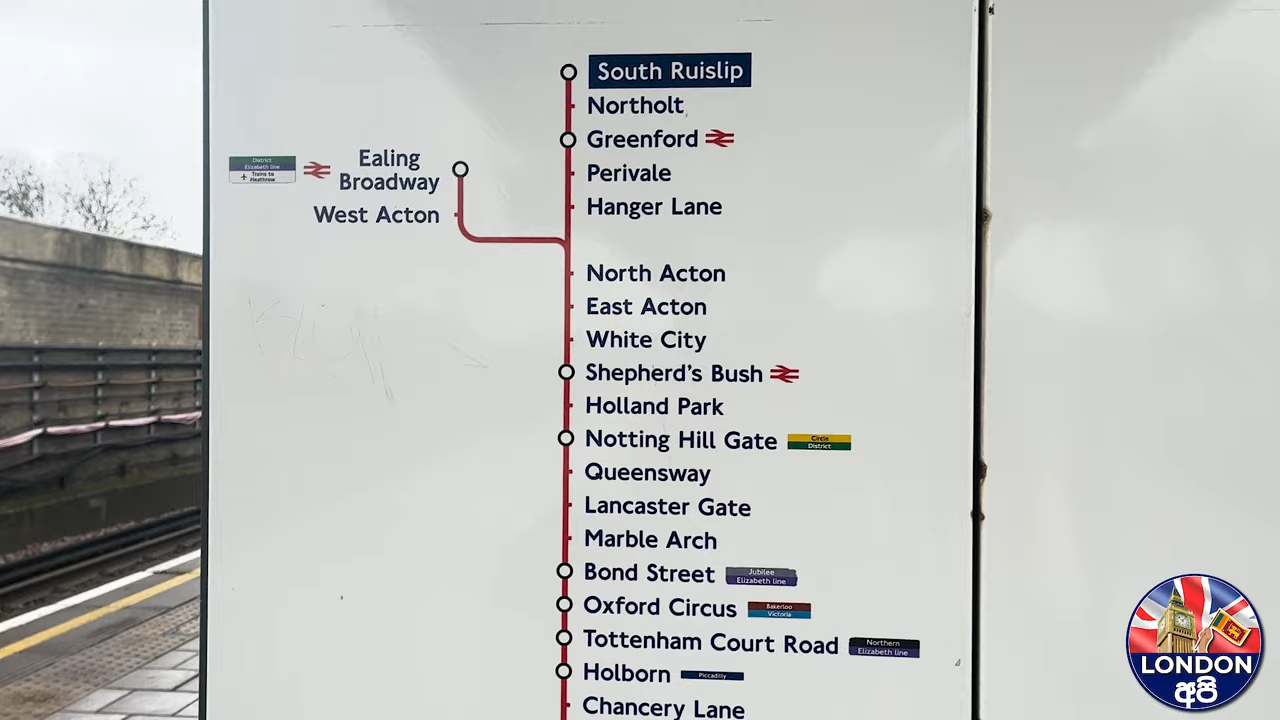 South Ruislip
Northolt
Greenford
Perivale
Hanger Lane
District
Elizabeth line
Trains to
Heathrow
Ealing
Broadway
West Acton
North Acton
East Acton
White City
Shepherd's Bush
Holland Park
Notting Hill Gate
Circle
District
Queensway
Lancaster Gate
Marble Arch
Bond Street
Jubilee
Elizabeth line
Oxford Circus
Bakerloo
Victoria
Tottenham Court Road
Northern
Elizabeth line
Holborn
Piccadilly
Chancery Lane
LONDON
අපි